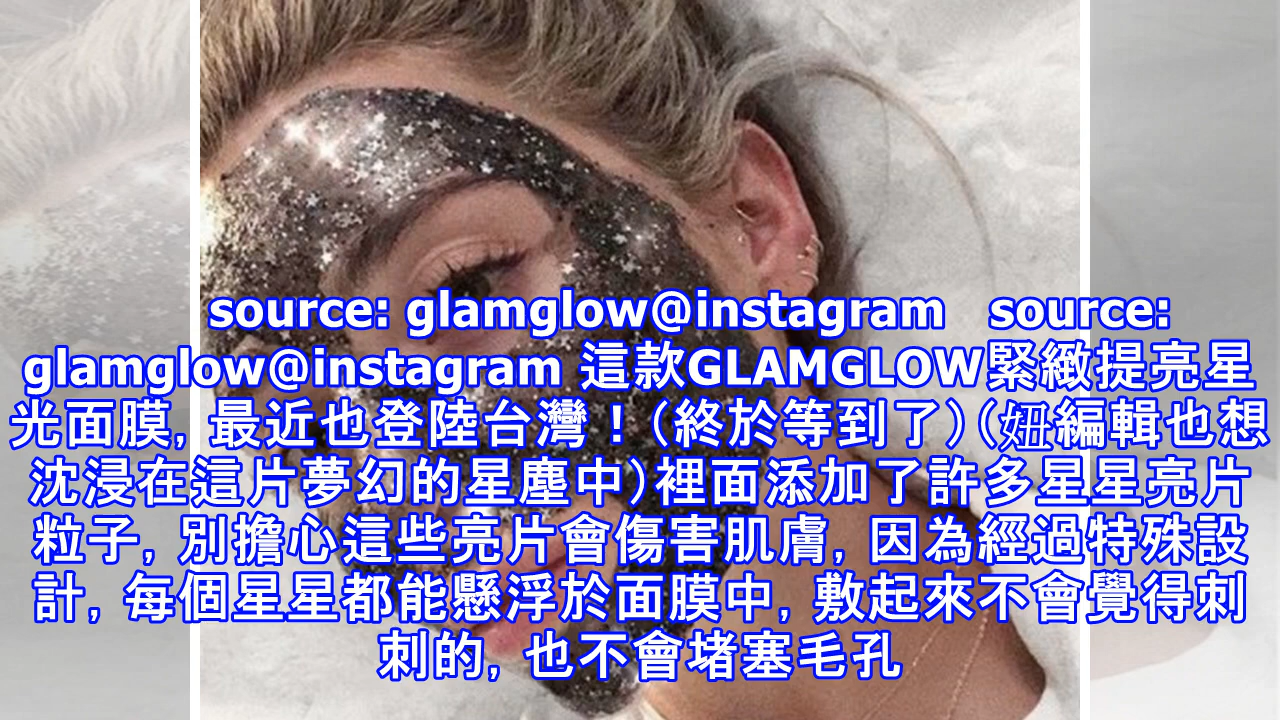 source: glamglow@instagram source:
glamglow@instagram 這款GLAMGLOW緊緻提亮星
光面膜, 最近也登陸台灣！(終於等到了)(妞編輯也想
沈浸在這片夢幻的星塵中)裡面添加了許多星星亮片
粒子, 別擔心這些亮片會傷害肌膚, 因為經過特殊設
計, 每個星星都能懸浮於面膜中, 敷起來不會覺得刺
刺的, 也不會堵塞毛孔